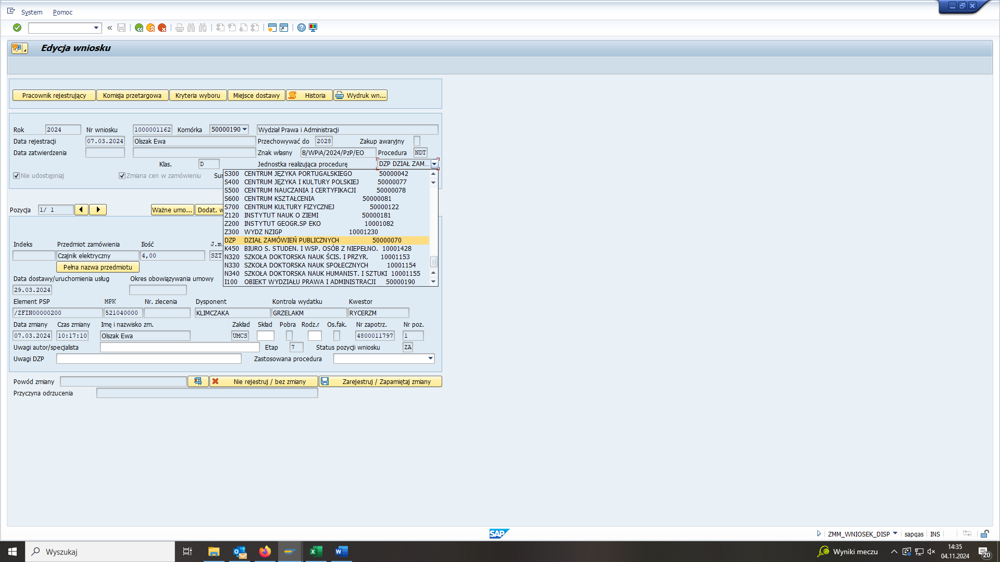 System Pomoc
«
Edycja wniosku
Pracownik rejestrujący Komisja przetargowa Kryteria wyboru Miejsce dostawy Historia Wydruk wn...
Rok 2024 Nr wniosku 1000001162 Komórka 50000190 Wydział Prawa i Administracji
Data rejestracji 07.03.2024 Olszak Ewa Przechowywać do 2028 Zakup awaryjny
Data zatwierdzenia Znak własny 8/WPiA/2024/PzP/EO Procedura NDT
Klas. D Jednostka realizująca procedurę DZP DZIAŁ ZAM...
Nie udostępniaj Zmiana cen w zamówieniu Sur
S300 CENTRUM JĘZYKA PORTUGALSKIEGO 50000042
S400 CENTRUM JĘZYKA I KULTURY POLSKIEJ 50000077
S500 CENTRUM NAUCZANIA I CERTYFIKACJI 50000078
S600 CENTRUM KSZTAŁCENIA 50000081
S700 CENTRUM KULTURY FIZYCZNEJ 50000122
Z120 INSTYTUT NAUK O ZIEMI 50000181
Z200 INSTYTUT GEOGR.SP EKO 10001082
Z300 WYDZ NZIGP 10001230
DZP DZIAŁ ZAMÓWIEŃ PUBLICZNYCH 50000070
K450 BIURO S. STUDEN. I WSP. OSÓB Z NIEPEŁNO. 10001428
N320 SZKOŁA DOKTORSKA NAUK ŚCIS. I PRZYR. 10001153
N330 SZKOŁA DOKTORSKA NAUK SPOŁECZNYCH 10001154
N340 SZKOŁA DOKTORSKA NAUK HUMANIST. I SZTUKI 10001155
I100 OBIEKT WYDZIAŁU PRAWA I ADMINISTRACJI 50000190
Pozycja 1/ 1 Ważne umo... Dodat. w
Indeks Przedmiot zamówienia Ilość J.m.
Czajnik elektryczny 4,00 SZT
Pełna nazwa przedmiotu
Data dostawy/uruchomienia usług Okres obowiązywania umowy
29.03.2024
Element PSP MPK Nr. zlecenia Dysponent Kontrola wydatku Kwestor
/ZFIN00000200 521040000 KLIMCZAKA GRZELAKM RYCERZM
Data zmiany Czas zmiany Imę i nazwisko zm. Zakład Skład Pobra Rodz.r Os.fak. Nr zapotrz. Nr poz.
07.03.2024 10:17:10 Olszak Ewa UMCS 4800011797 1
Uwagi autor/specjalista Etap 7 Status pozycji wniosku ZA
Uwagi DZP Zastosowana procedura
Powód zmiany Nie rejestruj / bez zmiany Zarejestruj / Zapamiętaj zmiany
Przyczyna odrzucenia
SAP ZMM_WNIOSEK_DISP sapqas INS
Wyszukaj Wyniki meczu 14:35
04.11.2024 20